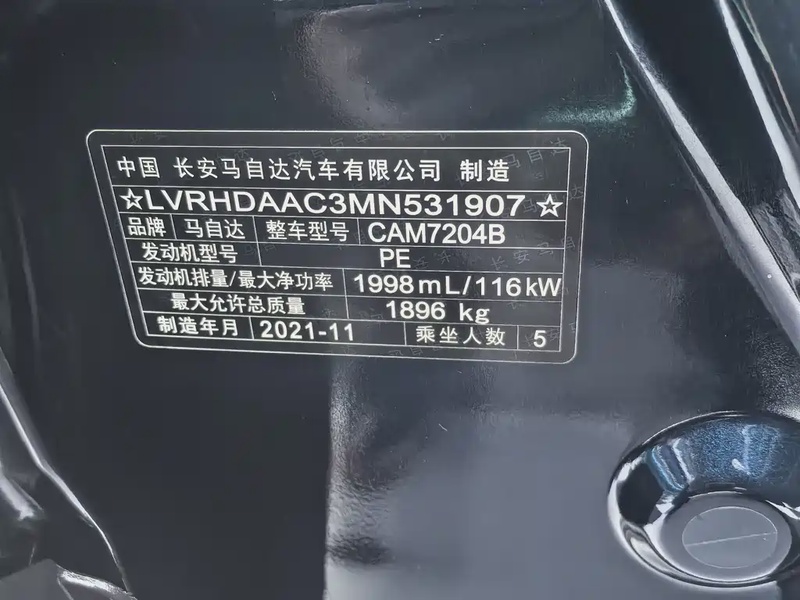 中国 长安马自达汽车有限公司 制造
☆LVRHDAAC3MN531907☆
品牌 马自达 整车型号 CAM7204B
发动机型号 PE
发动机排量/最大净功率 1998mL/116kW
最大允许总质量 1896 kg
制造年月 2021-11 乘坐人数 5